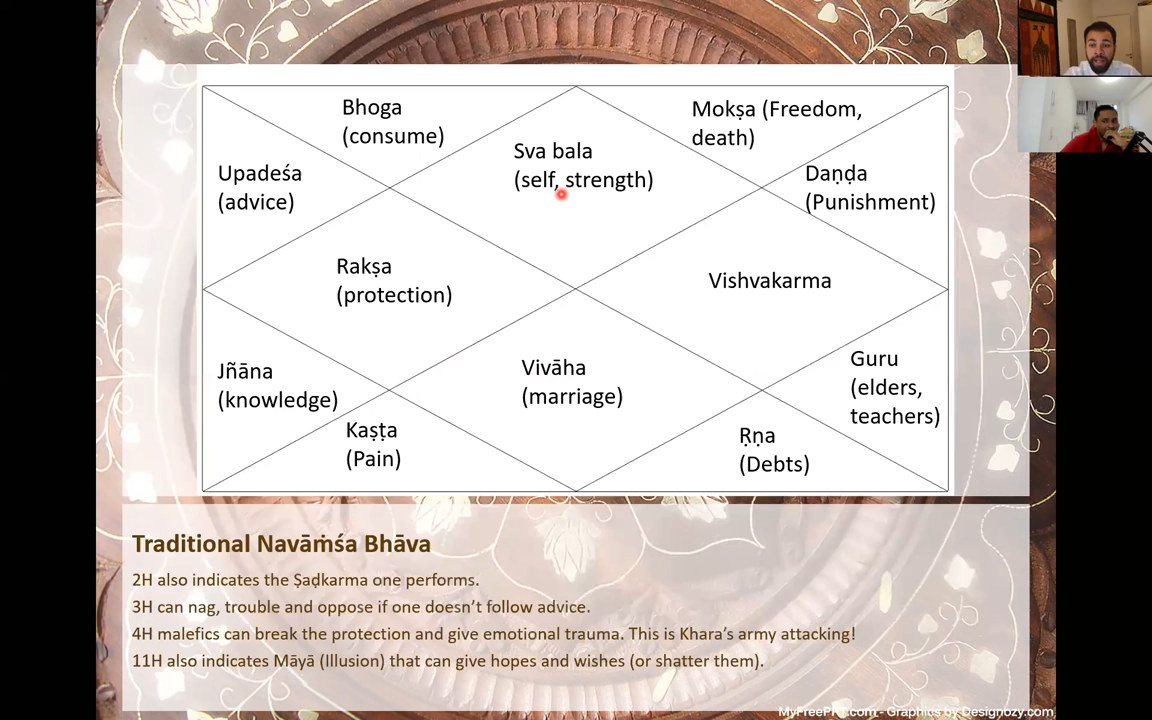 Bhoga
(consume)
Mokṣa (Freedom,
death)
Sva bala
(self, strength)
Upadeśa
(advice)
Daṇḍa
(Punishment)
Rakṣa
(protection)
Vishvakarma
Jñāna
(knowledge)
Vivāha
(marriage)
Guru
(elders,
teachers)
Kaṣṭa
(Pain)
Ṛṇa
(Debts)
Traditional Navāṁśa Bhāva
2H also indicates the Ṣaḍkarma one performs.
3H can nag, trouble and oppose if one doesn’t follow advice.
4H malefics can break the protection and give emotional trauma. This is Khara’s army attacking!
11H also indicates Māyā (Illusion) that can give hopes and wishes (or shatter them).
- Graphics by Designozy.com